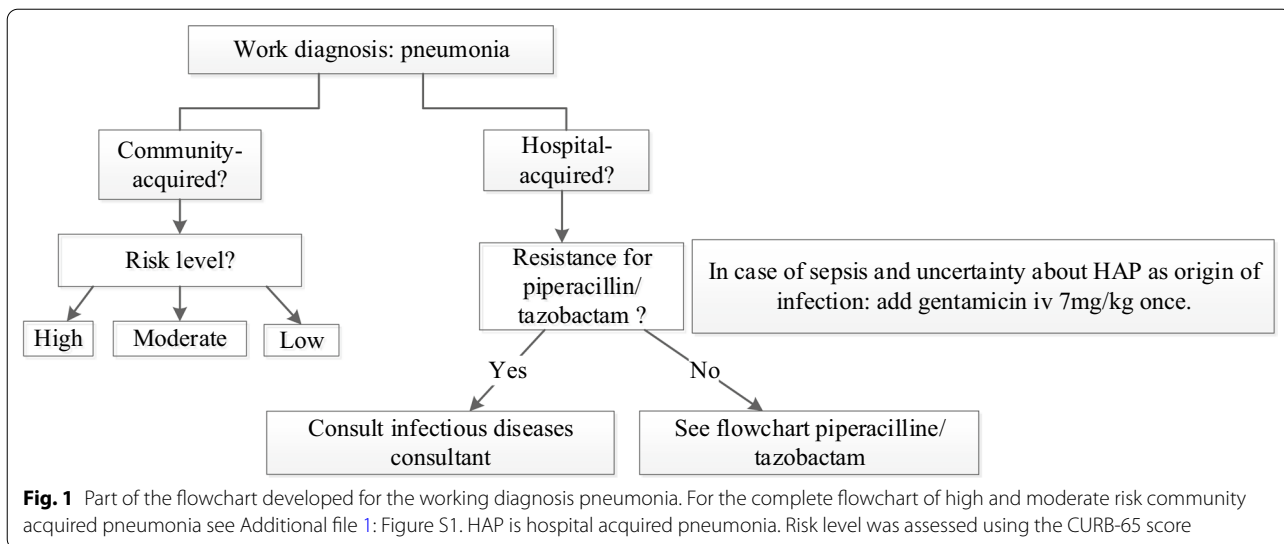 Work diagnosis: pneumonia
Community-
acquired?
Hospital-
acquired?
Risk level?
High
Moderate
Low
Resistance for
piperacillin/
tazobactam ?
In case of sepsis and uncertainty about HAP as origin of
infection: add gentamicin iv 7mg/kg once.
Yes
No
Consult infectious diseases
consultant
See flowchart piperacilline/
tazobactam
Fig. 1 Part of the flowchart developed for the working diagnosis pneumonia. For the complete flowchart of high and moderate risk community
acquired pneumonia see Additional file 1: Figure S1. HAP is hospital acquired pneumonia. Risk level was assessed using the CURB-65 score